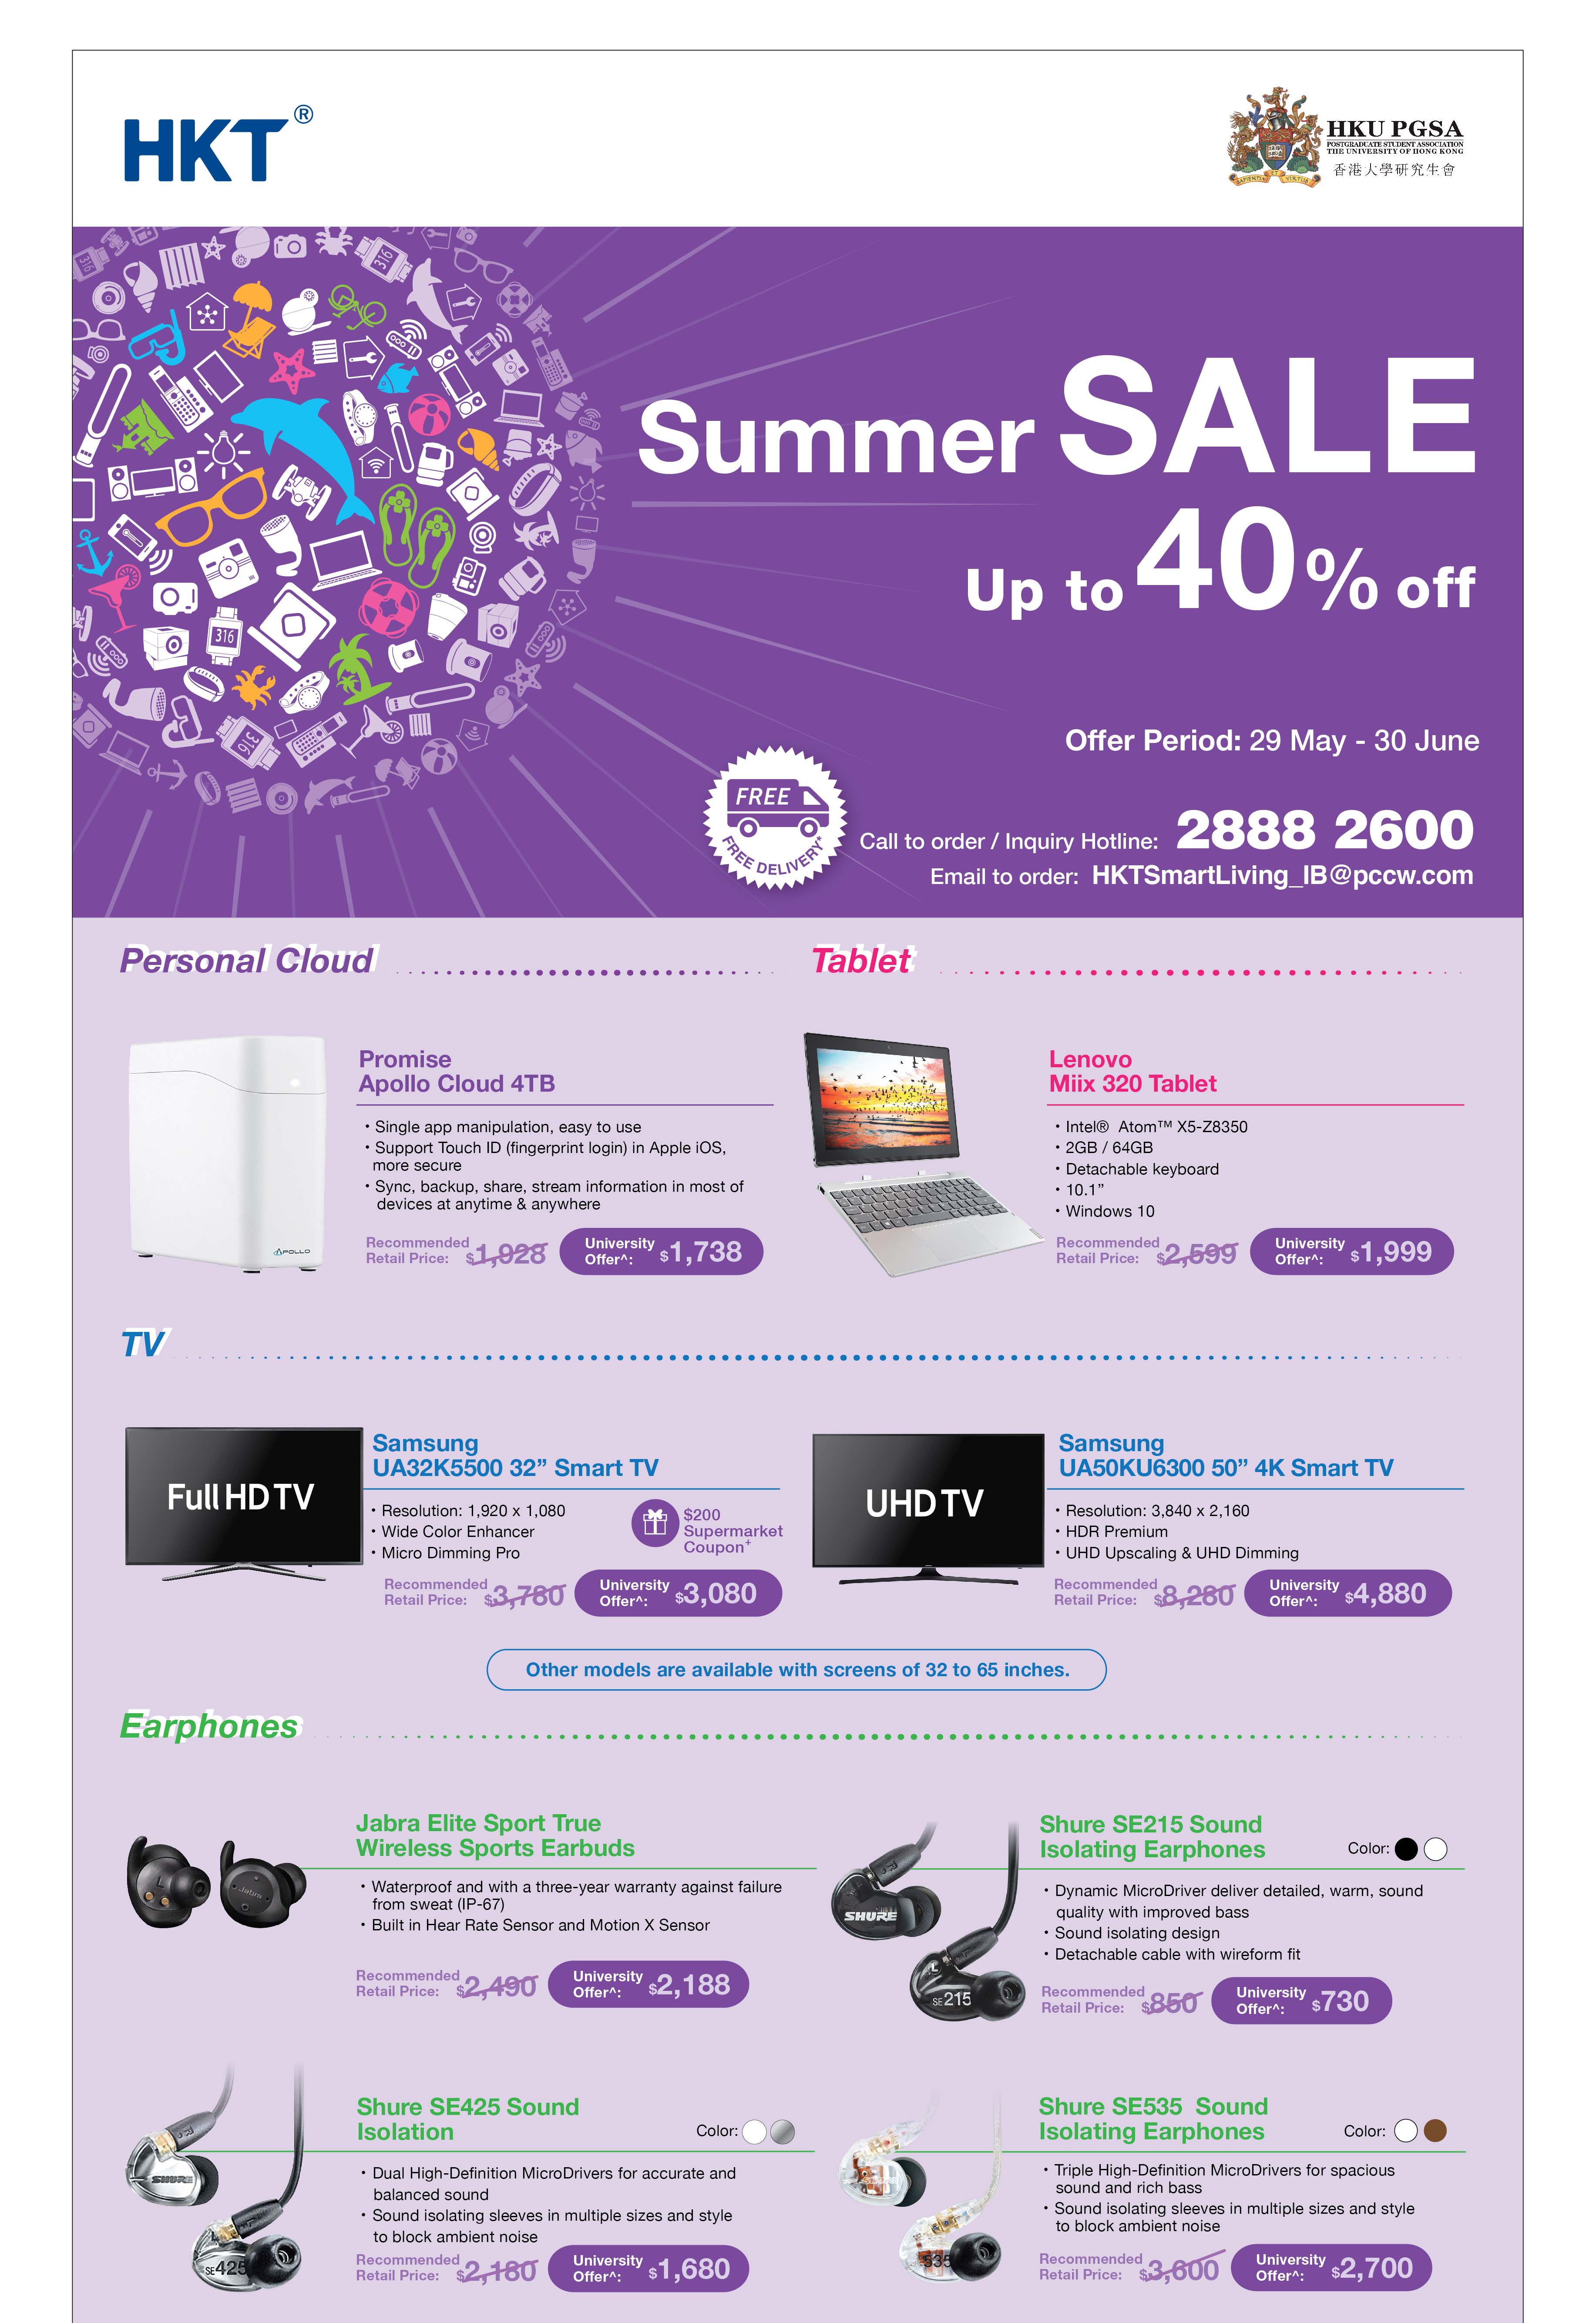 HKT®
HKU PGSA
POSTGRADUATE STUDENT ASSOCIATION
THE UNIVERSITY OF HONG KONG
香港大學研究生會
SAPIENTIA ET VIRTUS
Summer SALE
Up to 40% off
Offer Period: 29 May - 30 June
FREE
FREE DELIVERY*
Call to order / Inquiry Hotline: 2888 2600
Email to order: HKTSmartLiving_IB@pccw.com
316
316
316
316
Personal Cloud
Promise
Apollo Cloud 4TB
• Single app manipulation, easy to use
• Support Touch ID (fingerprint login) in Apple iOS,
more secure
• Sync, backup, share, stream information in most of
devices at anytime & anywhere
APOLLO
Recommended
Retail Price: $1,928
University
Offer^: $1,738
Tablet
Lenovo
Miix 320 Tablet
• Intel® Atom™ X5-Z8350
• 2GB / 64GB
• Detachable keyboard
• 10.1”
• Windows 10
Recommended
Retail Price: $2,599
University
Offer^: $1,999
TV
Full HD TV
Samsung
UA32K5500 32” Smart TV
• Resolution: 1,920 x 1,080
• Wide Color Enhancer
• Micro Dimming Pro
$200
Supermarket
Coupon+
Recommended
Retail Price: $3,780
University
Offer^: $3,080
UHD TV
Samsung
UA50KU6300 50” 4K Smart TV
• Resolution: 3,840 x 2,160
• HDR Premium
• UHD Upscaling & UHD Dimming
Recommended
Retail Price: $8,280
University
Offer^: $4,880
Other models are available with screens of 32 to 65 inches.
Earphones
L
Jabra
Jabra Elite Sport True
Wireless Sports Earbuds
• Waterproof and with a three-year warranty against failure
from sweat (IP-67)
• Built in Hear Rate Sensor and Motion X Sensor
Recommended
Retail Price: $2,490
University
Offer^: $2,188
SHURE
L
SE215
Shure SE215 Sound
Isolating Earphones
Color:
• Dynamic MicroDriver deliver detailed, warm, sound
quality with improved bass
• Sound isolating design
• Detachable cable with wireform fit
Recommended
Retail Price: $850
University
Offer^: $730
SHURE
SE425
Shure SE425 Sound
Isolation
Color:
• Dual High-Definition MicroDrivers for accurate and
balanced sound
• Sound isolating sleeves in multiple sizes and style
to block ambient noise
Recommended
Retail Price: $2,180
University
Offer^: $1,680
535
Shure SE535 Sound
Isolating Earphones
Color:
• Triple High-Definition MicroDrivers for spacious
sound and rich bass
• Sound isolating sleeves in multiple sizes and style
to block ambient noise
Recommended
Retail Price: $3,600
University
Offer^: $2,700